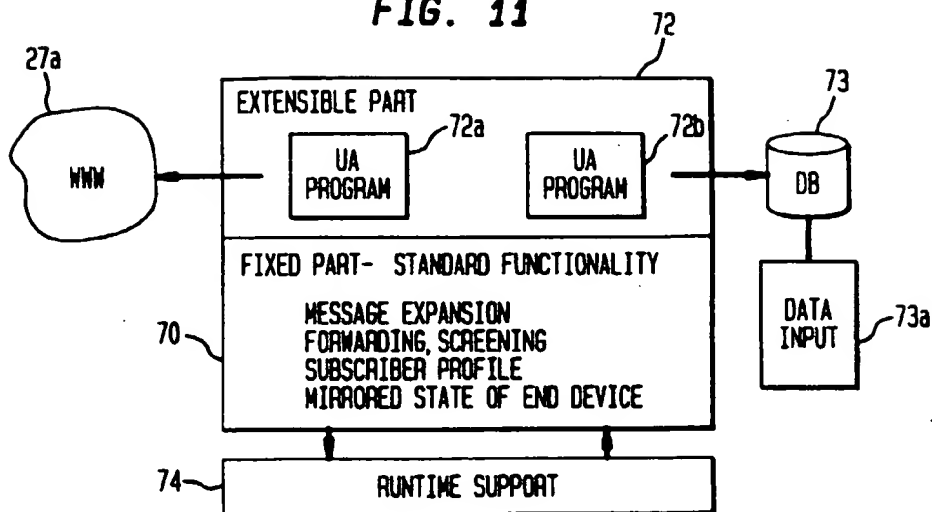 FIG. 11
72
27a
73
EXTENSIBLE PART
72a
72b
WWW
UA
PROGRAM
UA
PROGRAM
DB
FIXED PART- STANDARD FUNCTIONALITY
MESSAGE EXPANSION
FORWARDING, SCREENING
SUBSCRIBER PROFILE
MIRRORED STATE OF END DEVICE
70
DATA
INPUT
73a
74
RUNTIME SUPPORT